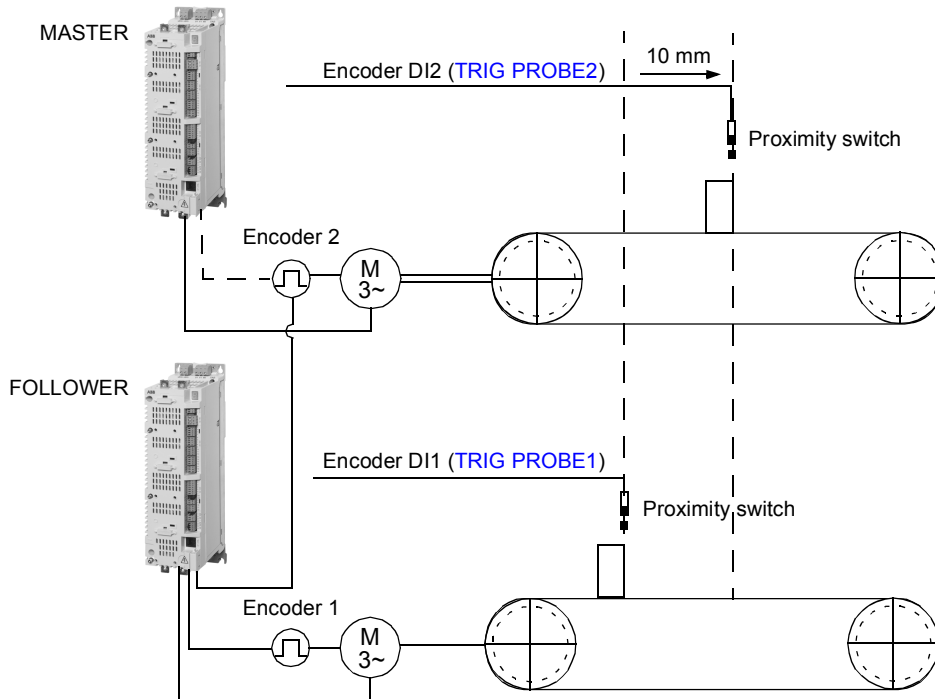 MASTER
10 mm
Encoder DI2 (TRIG PROBE2)
Proximity switch
Encoder 2
M
3~
FOLLOWER
Encoder DI1 (TRIG PROBE1)
Proximity switch
Encoder 1
M
3~